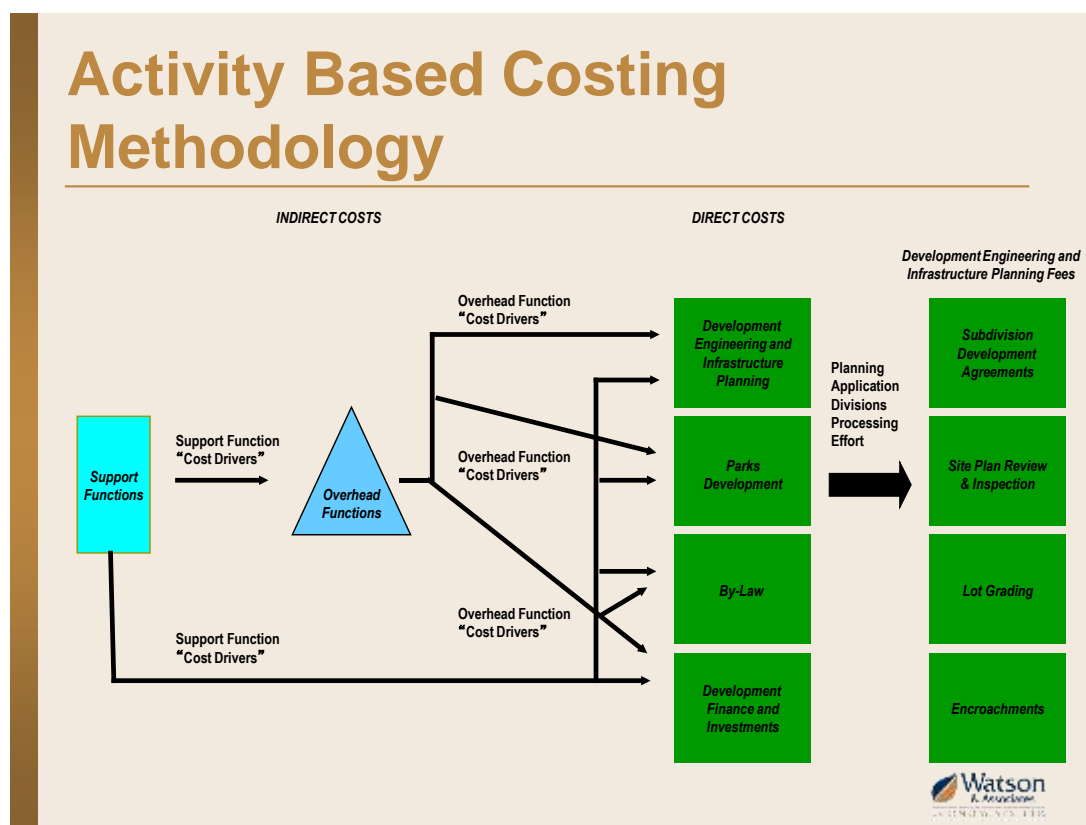 Activity Based Costing
Methodology
INDIRECT COSTS
DIRECT COSTS
Development Engineering and
Infrastructure Planning Fees
Overhead Function
“Cost Drivers”
Development
Engineering and
Infrastructure
Planning
Planning
Application
Divisions
Processing
Effort
Subdivision
Development
Agreements
Support Function
“Cost Drivers”
Support
Functions
Overhead
Functions
Overhead Function
“Cost Drivers”
Parks
Development
Site Plan Review
& Inspection
By-Law
Lot Grading
Overhead Function
“Cost Drivers”
Support Function
“Cost Drivers”
Development
Finance and
Investments
Encroachments
Watson
& Associates